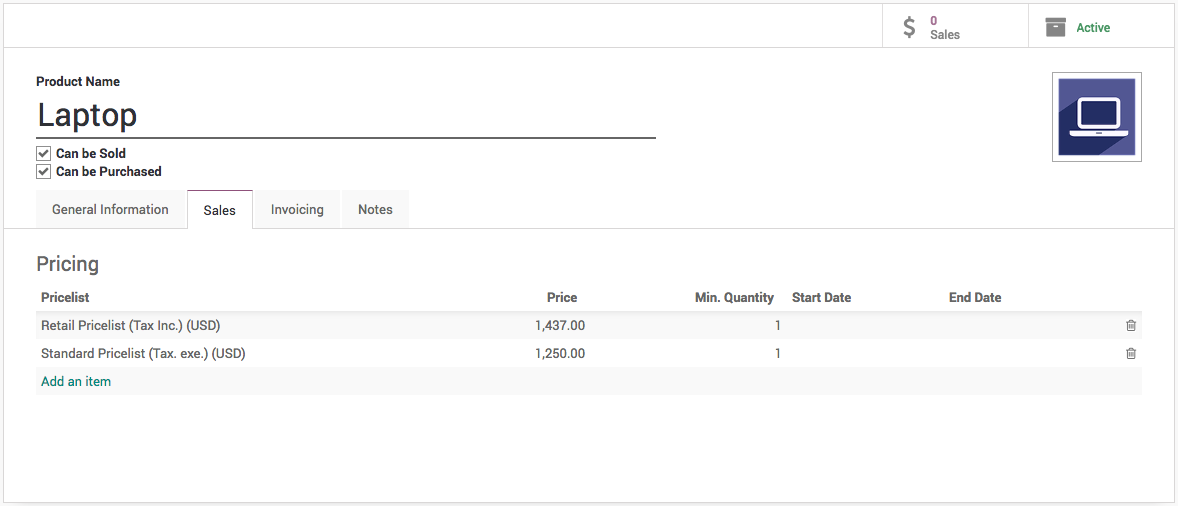 0
Sales
Active
Product Name
Laptop
Can be Sold
Can be Purchased
General Information Sales Invoicing Notes
Pricing
Pricelist Price Min. Quantity Start Date End Date
Retail Pricelist (Tax Inc.) (USD) 1,437.00 1
Standard Pricelist (Tax. exe.) (USD) 1,250.00 1
Add an item